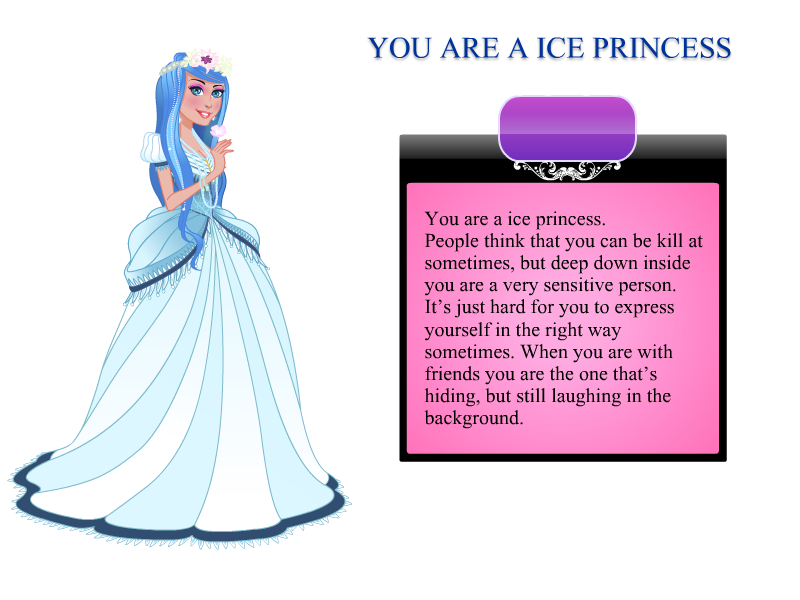 YOU ARE A ICE PRINCESS
You are a ice princess.
People think that you can be kill at
sometimes, but deep down inside
you are a very sensitive person.
It’s just hard for you to express
yourself in the right way
sometimes. When you are with
friends you are the one that’s
hiding, but still laughing in the
background.